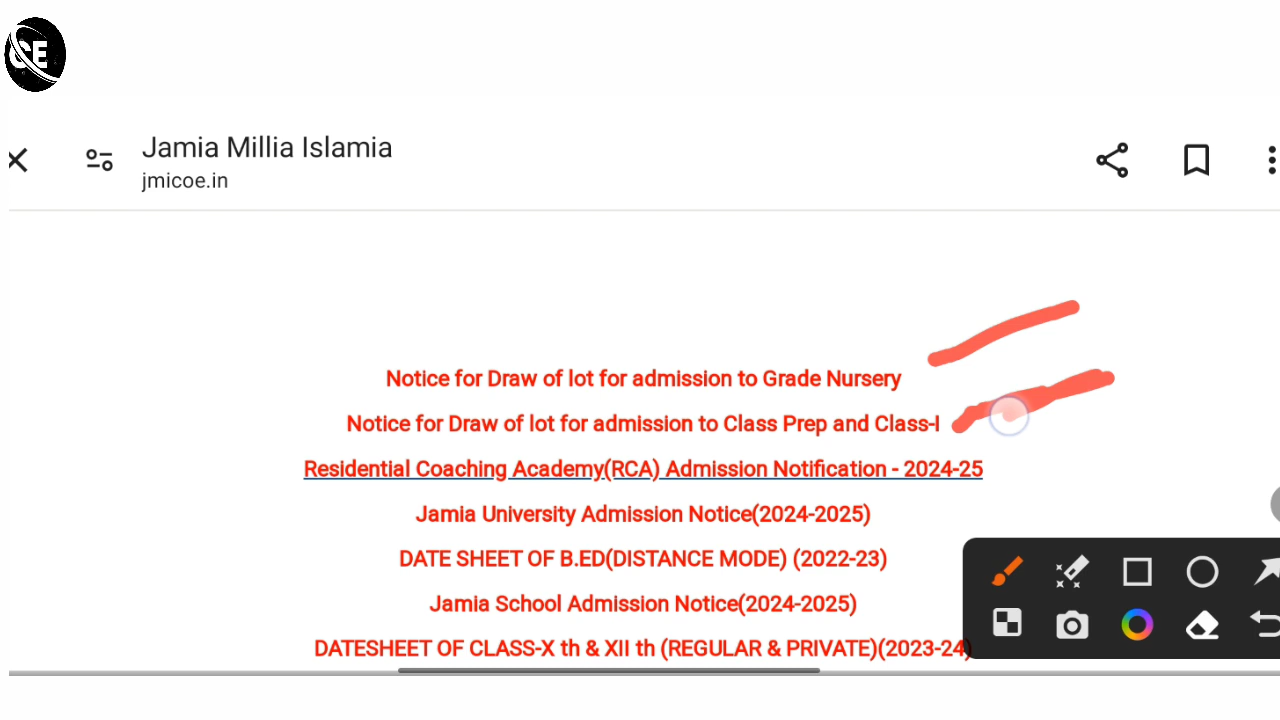 CE
Jamia Millia Islamia
jmicoe.in
Notice for Draw of lot for admission to Grade Nursery
Notice for Draw of lot for admission to Class Prep and Class-I
Residential Coaching Academy(RCA) Admission Notification - 2024-25
Jamia University Admission Notice(2024-2025)
DATE SHEET OF B.ED(DISTANCE MODE) (2022-23)
Jamia School Admission Notice(2024-2025)
DATESHEET OF CLASS-X th & XII th (REGULAR & PRIVATE)(2023-24)